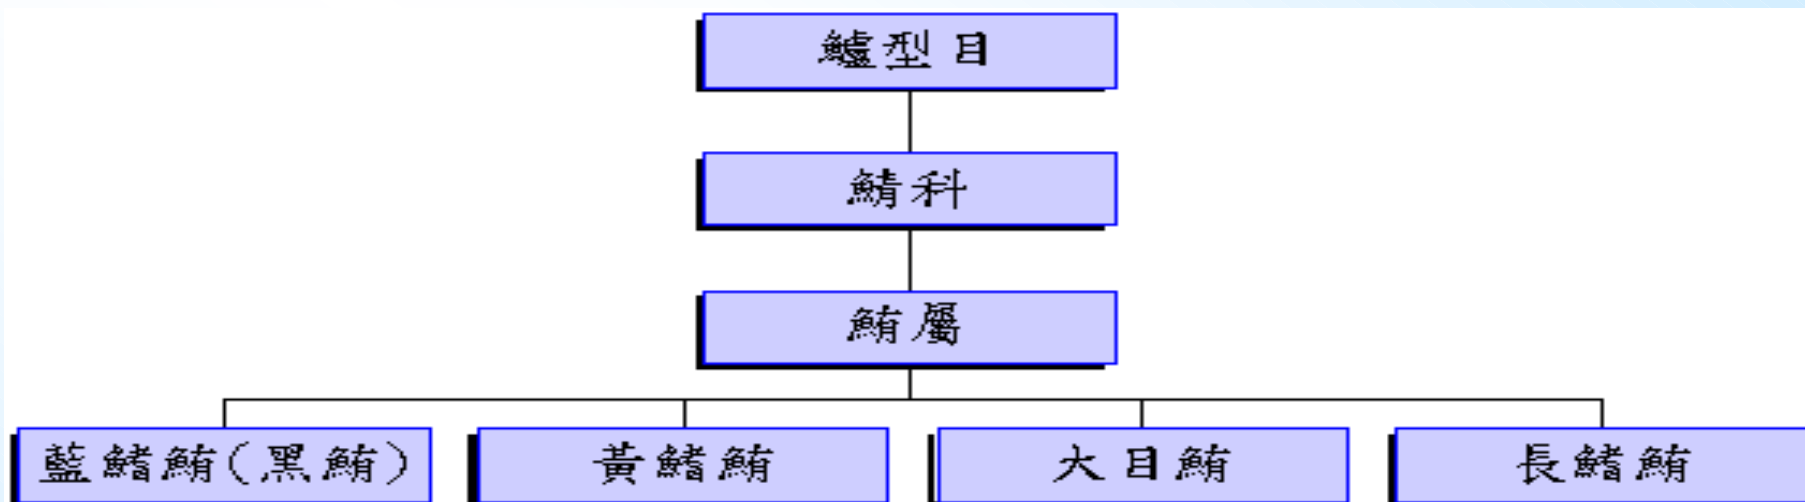 鱸型目
鯖科
鮪屬
藍鰭鮪(黑鮪)
黃鰭鮪
大目鮪
長鰭鮪